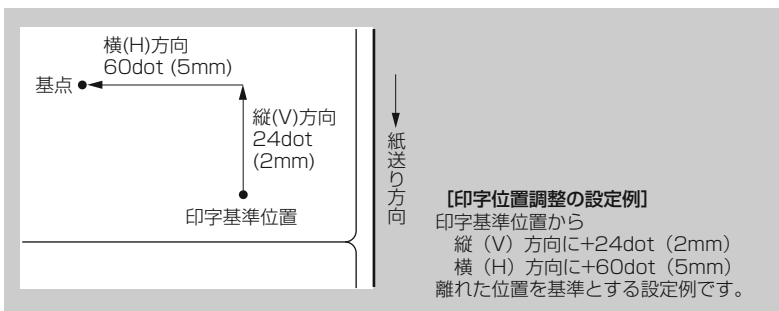 横(H)方向
60dot (5mm)
基点
縦(V)方向
24dot
(2mm)
印字基準位置
紙送り方向
［印字位置調整の設定例］
印字基準位置から
縦（V）方向に+24dot（2mm）
横（H）方向に+60dot（5mm）
離れた位置を基準とする設定例です。